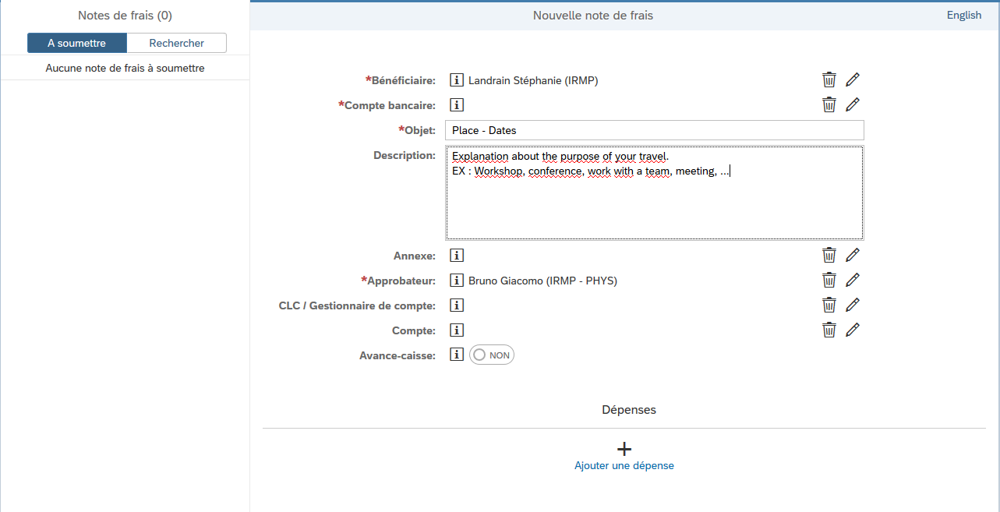 Notes de frais (0)
A soumettre
Rechercher
Aucune note de frais à soumettre
Nouvelle note de frais
English
*Bénéficiaire:
Landrain Stéphanie (IRMP)
*Compte bancaire:
*Objet:
Place - Dates
Description:
Explanation about the purpose of your travel.
EX : Workshop, conference, work with a team, meeting, ...
Annexe:
*Approbateur:
Bruno Giacomo (IRMP - PHYS)
CLC / Gestionnaire de compte:
Compte:
Avance-caisse:
NON
Dépenses
Ajouter une dépense